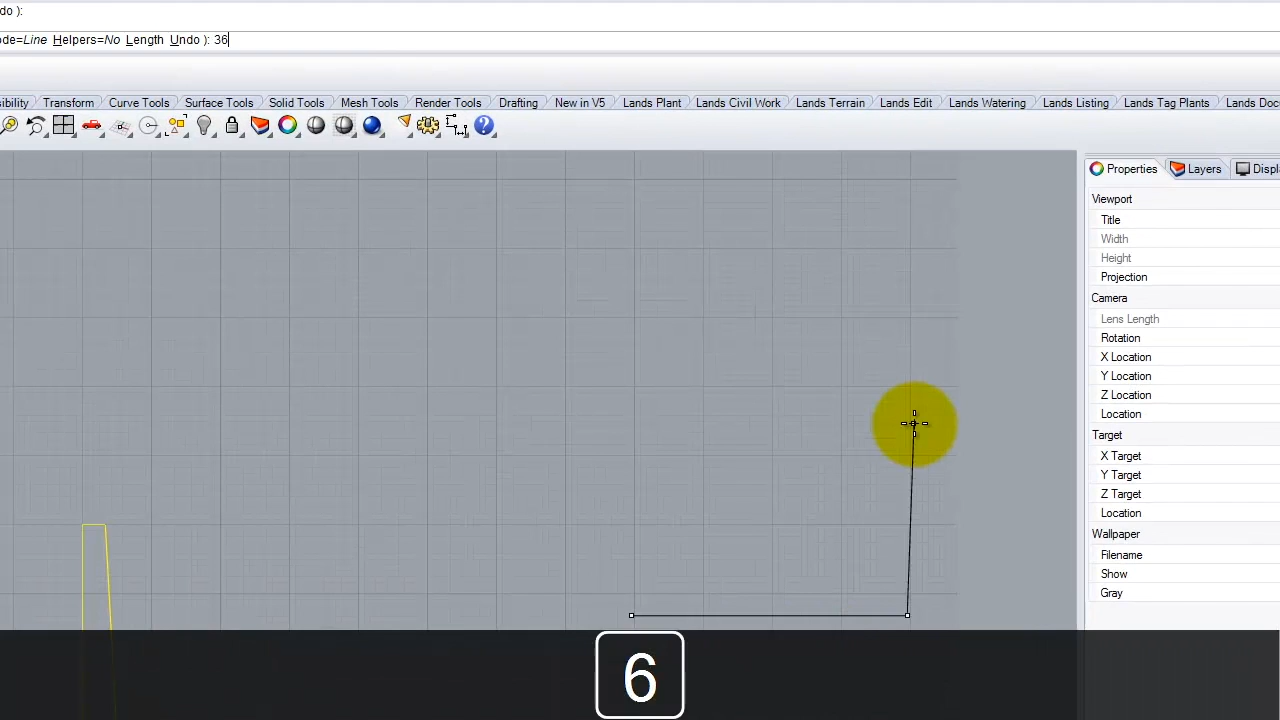 do ):
ode=Line Helpers=No Length Undo ): 36
sibility Transform Curve Tools Surface Tools Solid Tools Mesh Tools Render Tools Drafting New in V5 Lands Plant Lands Civil Work Lands Terrain Lands Edit Lands Watering Lands Listing Lands Tag Plants Lands Doc
Properties Layers Displa
Viewport
Title
Width
Height
Projection
Camera
Lens Length
Rotation
X Location
Y Location
Z Location
Location
Target
X Target
Y Target
Z Target
Location
Wallpaper
Filename
Show
Gray
6